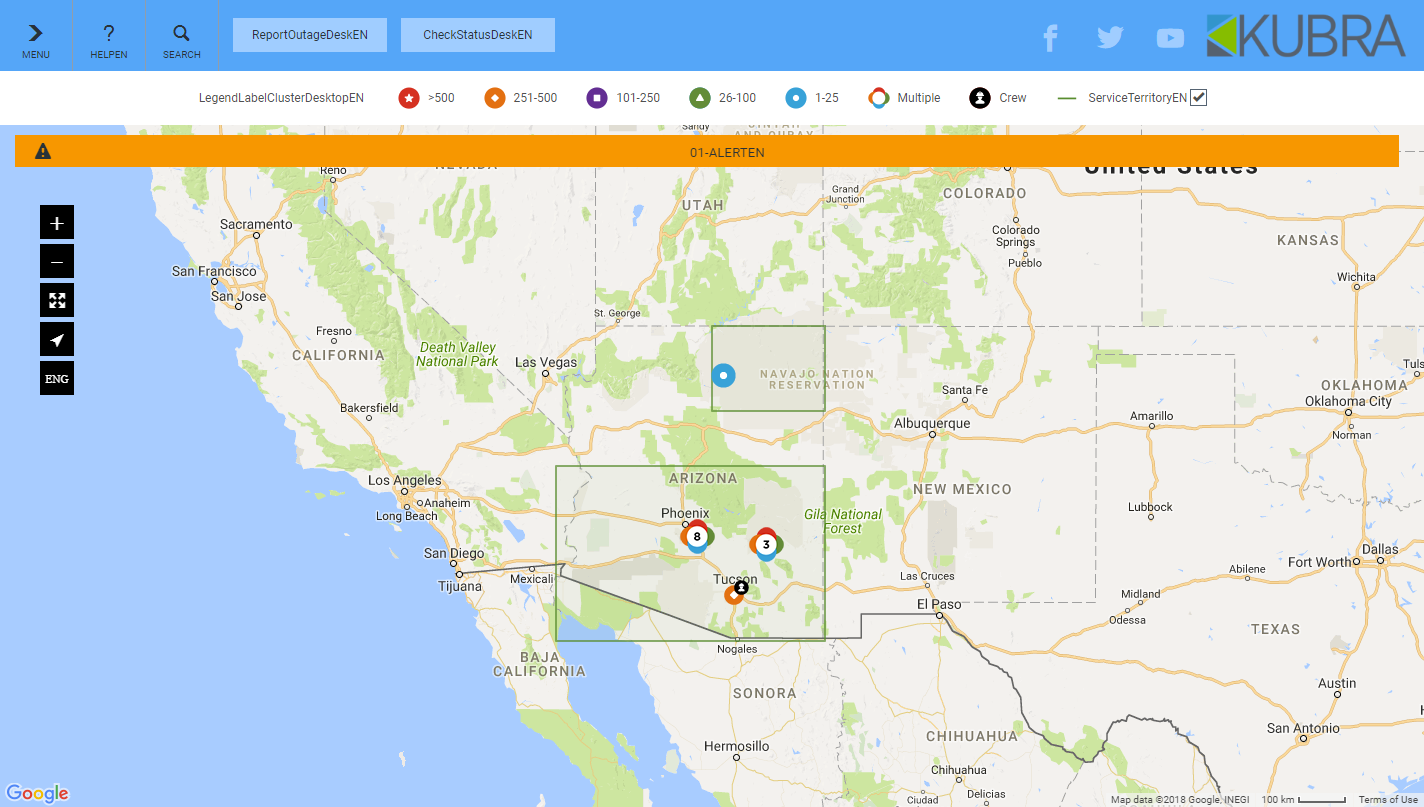 MENU
?
HELPEN
SEARCH
ReportOutageDeskEN
CheckStatusDeskEN
KUBRA
LegendLabelClusterDesktopEN
>500
251-500
101-250
26-100
1-25
Multiple
Crew
ServiceTerritoryEN
Sandy
01-ALERTEN
United States
Reno
NEVADA
UTAH
Grand
Junction
COLORADO
Sacramento
Colorado
Springs
KANSAS
San Francisco
Pueblo
Wichita
San Jose
St. George
Fresno
CALIFORNIA
Death Valley
National Park
Las Vegas
NAVAJO NATION
RESERVATION
ENG
Santa Fe
OKLAHOMA
Oklahoma City
Bakersfield
Albuquerque
Amarillo
Norman
Los Angeles
Anaheim
Long Beach
ARIZONA
NEW MEXICO
Phoenix
8
3
Gila National
Forest
Lubbock
San Diego
Tijuana
Mexicali
Tucson
Las Cruces
Abilene
Fort Worth
Dallas
El Paso
Midland
Odessa
TEXAS
Nogales
BAJA
CALIFORNIA
SONORA
Austin
San Antonio
Hermosillo
CHIHUAHUA
Chihuahua
Delicias
Ciudad
Google
Map data ©2018 Google, INEGI
100 km
Terms of Use